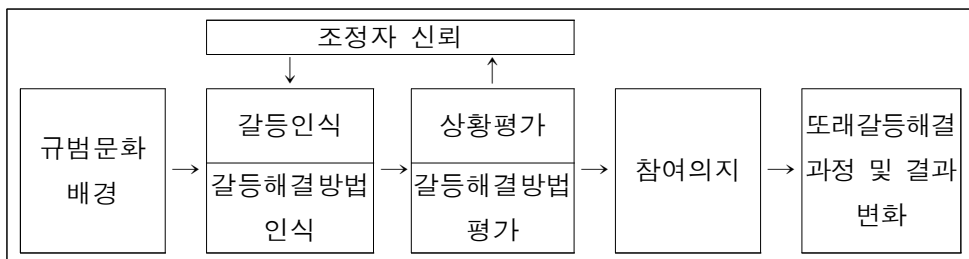 조정자 신뢰
↓ ↑
규범문화
배경
→
갈등인식
갈등해결방법
인식
→
상황평가
갈등해결방법
평가
→
참여의지
→
또래갈등해결
과정 및 결과
변화